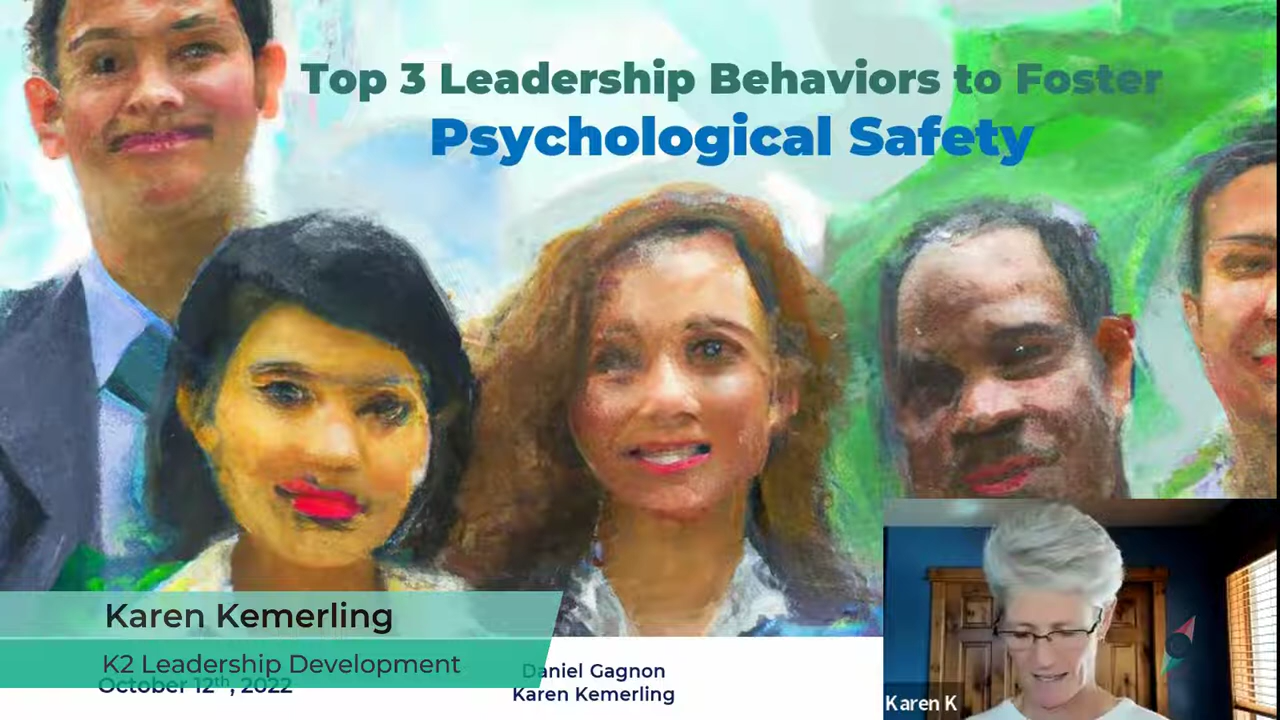 Top 3 Leadership Behaviors to Foster
Psychological Safety
Karen Kemerling
K2 Leadership Development
October 12th, 2022
Daniel Gagnon
Karen Kemerling
Karen K